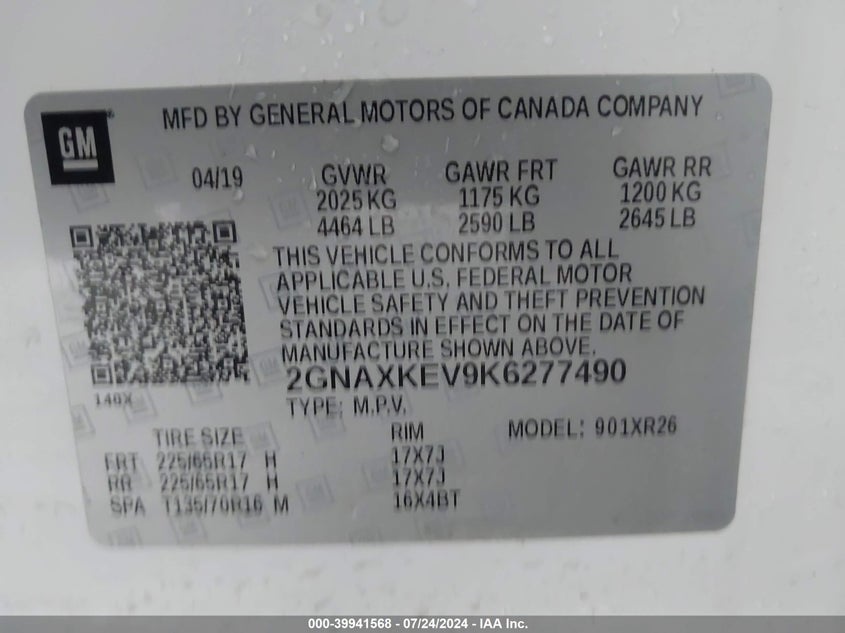 GM
MFD BY GENERAL MOTORS OF CANADA COMPANY
04/19 GVWR GAWR FRT GAWR RR
2025 KG 1175 KG 1200 KG
4464 LB 2590 LB 2645 LB
THIS VEHICLE CONFORMS TO ALL
APPLICABLE U.S. FEDERAL MOTOR
VEHICLE SAFETY AND THEFT PREVENTION
STANDARDS IN EFFECT ON THE DATE OF
MANUFACTURE SHOWN ABOVE.
2GNAXKEV9K6277490
140X
TYPE: M.P.V.
TIRE SIZE RIM MODEL: 901XR26
FRT 225/65R17 H 17X7J
RR 225/65R17 H 17X7J
SPA T135/70R16 M 16X4BT
000-39941568 - 07/24/2024 - IAA Inc.